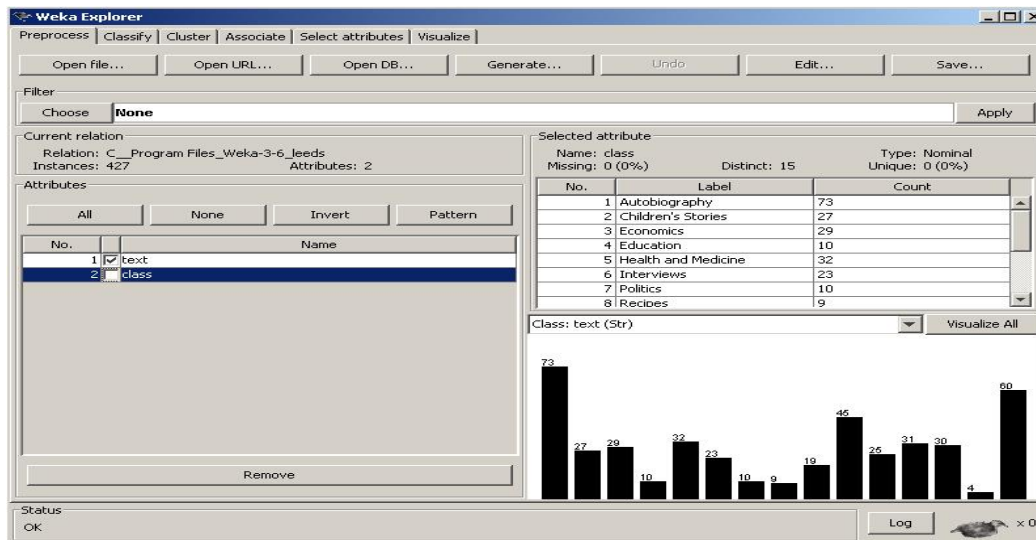 Weka Explorer
Preprocess Classify Cluster Associate Select attributes Visualize
Open file... Open URL... Open DB... Generate... Undo Edit... Save...
Filter
Choose None Apply
Current relation
Relation: C__Program Files_Weka-3-6_leeds
Instances: 427 Attributes: 2
Attributes
All None Invert Pattern
No. Name
1 text
2 class
Remove
Selected attribute
Name: class Type: Nominal
Missing: 0 (0%) Distinct: 15 Unique: 0 (0%)
No. Label Count
1 Autobiography 73
2 Children's Stories 27
3 Economics 29
4 Education 10
5 Health and Medicine 32
6 Interviews 23
7 Politics 10
8 Recipes 9
Class: text (Str) Visualize All
73 27 29 10 32 23 10 9 19 45 25 31 30 4 60
Status
OK
Log x 0